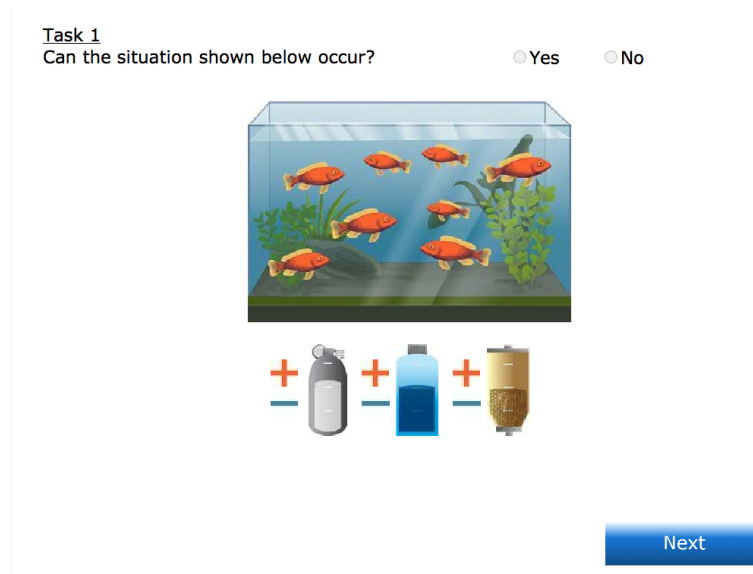 Task 1
Can the situation shown below occur?
Yes
No
Next